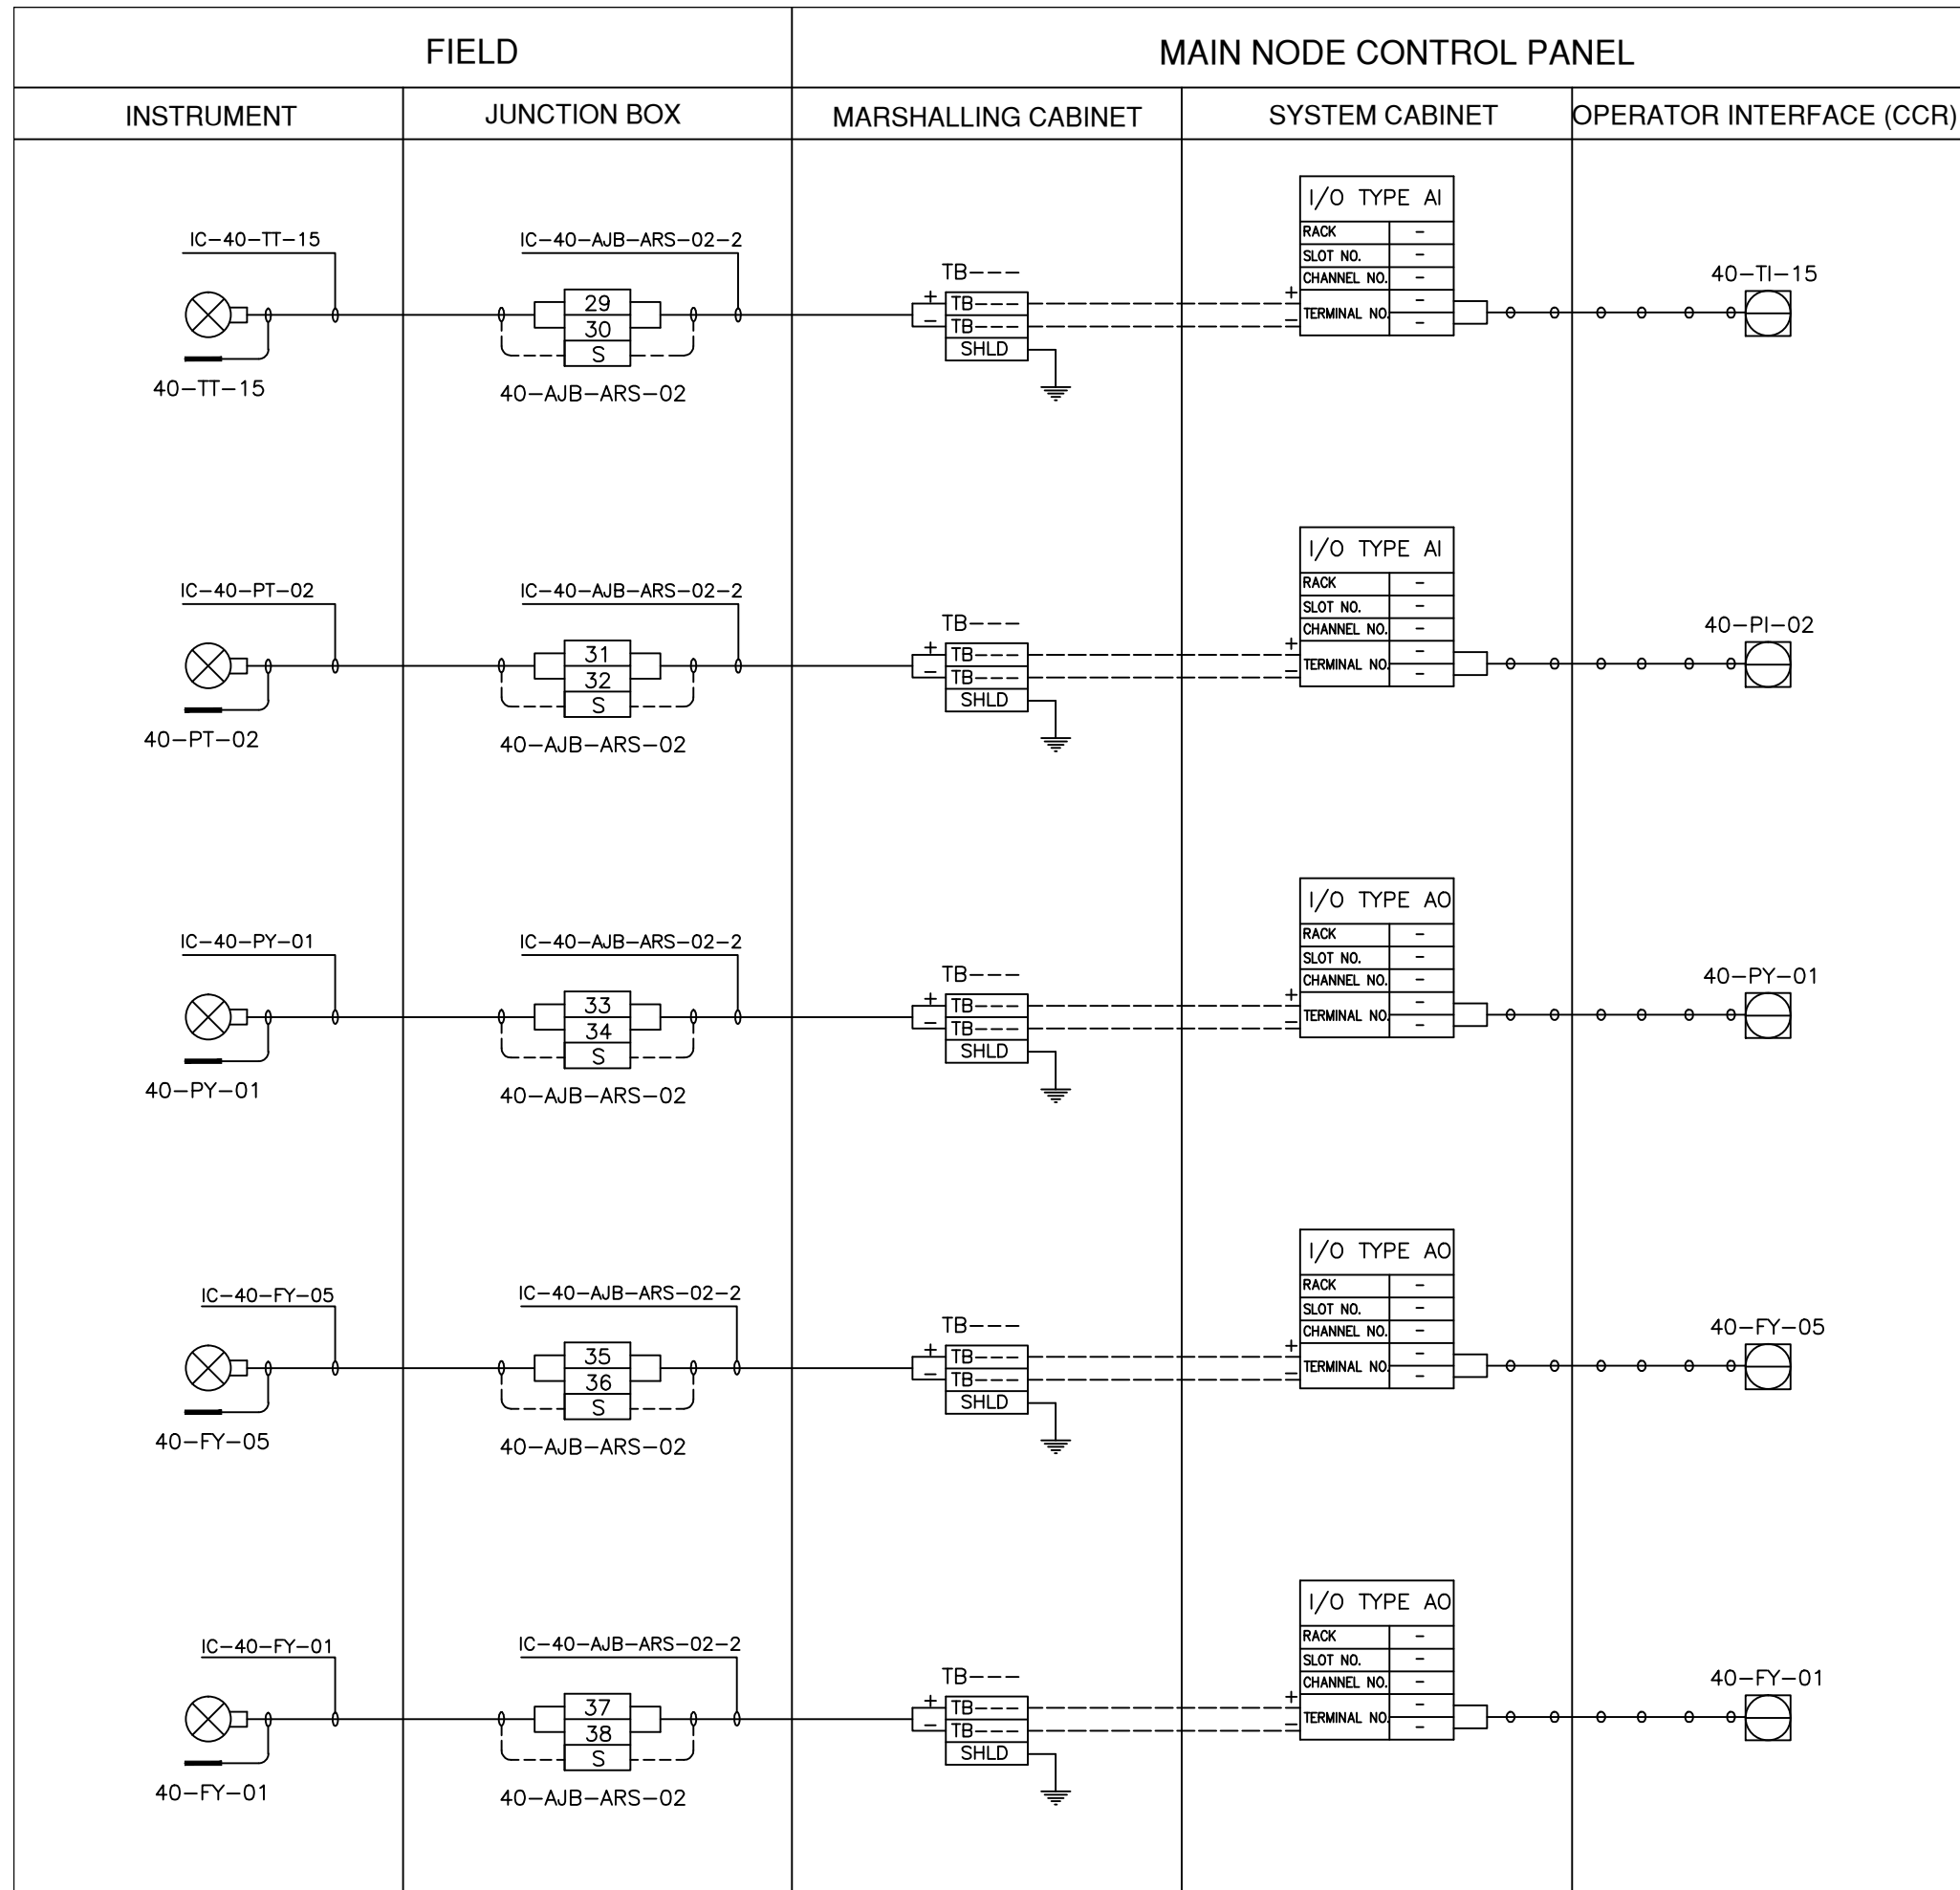 FIELD
MAIN NODE CONTROL PANEL
INSTRUMENT
JUNCTION BOX
MARSHALLING CABINET
SYSTEM CABINET
OPERATOR INTERFACE (CCR)
IC-40-TT-15
40-TT-15
IC-40-AJB-ARS-02-2
29
30
S
40-AJB-ARS-02
TB---
+ TB---
- TB---
SHLD
I/O TYPE AI
RACK -
SLOT NO. -
CHANNEL NO. -
+ -
TERMINAL NO.
- -
40-TI-15
IC-40-PT-02
40-PT-02
IC-40-AJB-ARS-02-2
31
32
S
40-AJB-ARS-02
TB---
+ TB---
- TB---
SHLD
I/O TYPE AI
RACK -
SLOT NO. -
CHANNEL NO. -
+ -
TERMINAL NO.
- -
40-PI-02
IC-40-PY-01
40-PY-01
IC-40-AJB-ARS-02-2
33
34
S
40-AJB-ARS-02
TB---
+ TB---
- TB---
SHLD
I/O TYPE AO
RACK -
SLOT NO. -
CHANNEL NO. -
+ -
TERMINAL NO.
- -
40-PY-01
IC-40-FY-05
40-FY-05
IC-40-AJB-ARS-02-2
35
36
S
40-AJB-ARS-02
TB---
+ TB---
- TB---
SHLD
I/O TYPE AO
RACK -
SLOT NO. -
CHANNEL NO. -
+ -
TERMINAL NO.
- -
40-FY-05
IC-40-FY-01
40-FY-01
IC-40-AJB-ARS-02-2
37
38
S
40-AJB-ARS-02
TB---
+ TB---
- TB---
SHLD
I/O TYPE AO
RACK -
SLOT NO. -
CHANNEL NO. -
+ -
TERMINAL NO.
- -
40-FY-01